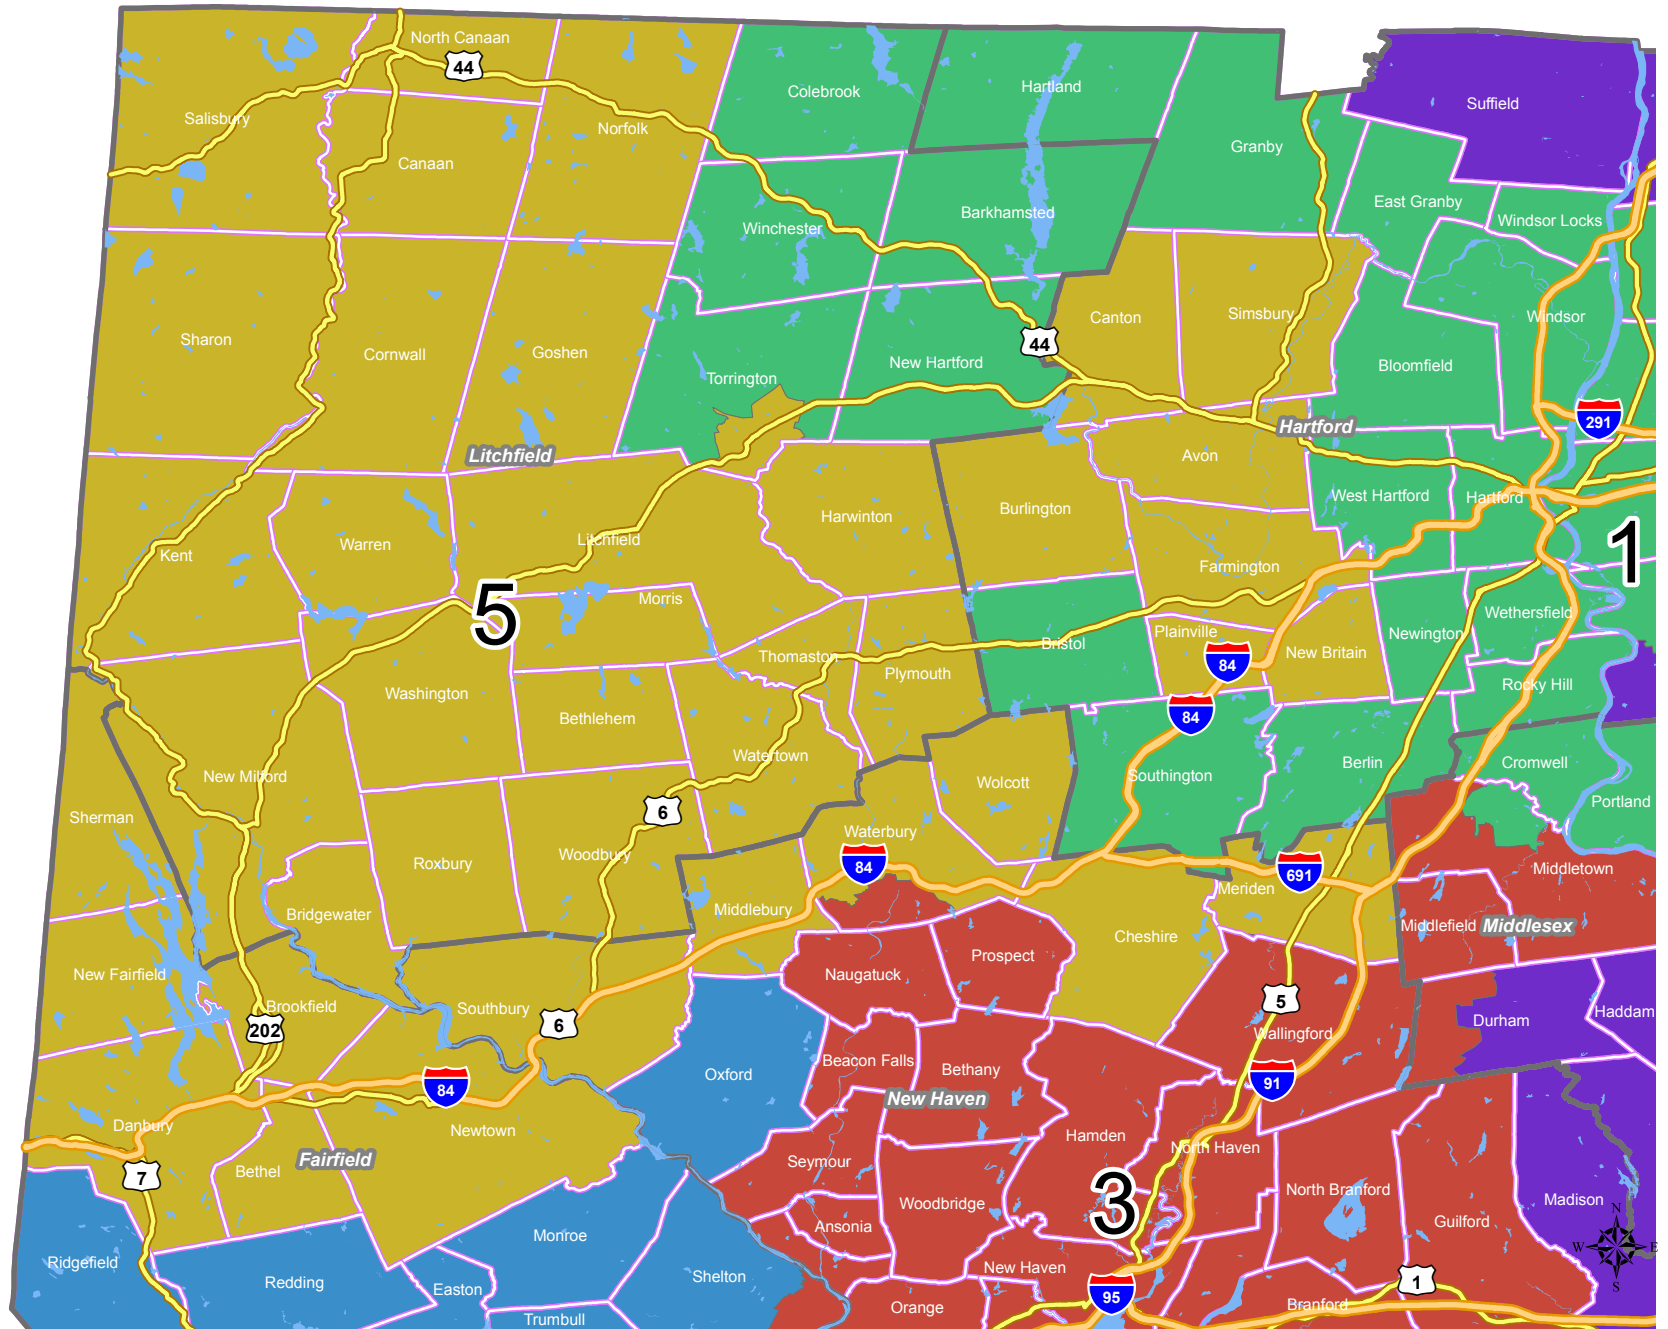 North Canaan
44
Salisbury
Norfolk
Canaan
Colebrook
Hartland
Granby
Suffield
East Granby
Windsor Locks
Winchester
Barkhamsted
Sharon
Cornwall
Goshen
Torrington
New Hartford
44
Canton
Simsbury
Windsor
Bloomfield
291
Litchfield
Hartford
Avon
West Hartford
Hartford
Kent
Warren
Litchfield
Harwinton
Burlington
Farmington
1
5
Morris
Wethersfield
Newington
Thomaston
Plymouth
Bristol
Plainville
84
New Britain
Rocky Hill
Washington
Bethlehem
84
Watertown
New Milford
Wolcott
Southington
Berlin
Cromwell
Portland
Sherman
6
Waterbury
84
Roxbury
Woodbury
691
Meriden
Middletown
Bridgewater
Middlebury
Cheshire
Middlefield
Middlesex
New Fairfield
Naugatuck
Prospect
Brookfield
Southbury
202
6
5
Wallingford
Durham
Haddam
Oxford
Beacon Falls
Bethany
84
91
New Haven
Danbury
Newtown
Hamden
North Haven
Fairfield
Bethel
7
Seymour
Woodbridge
3
North Branford
Madison
Guilford
Ansonia
N
W
E
S
Monroe
Ridgefield
Redding
Easton
Shelton
New Haven
95
1
Orange
Branford
Trumbull